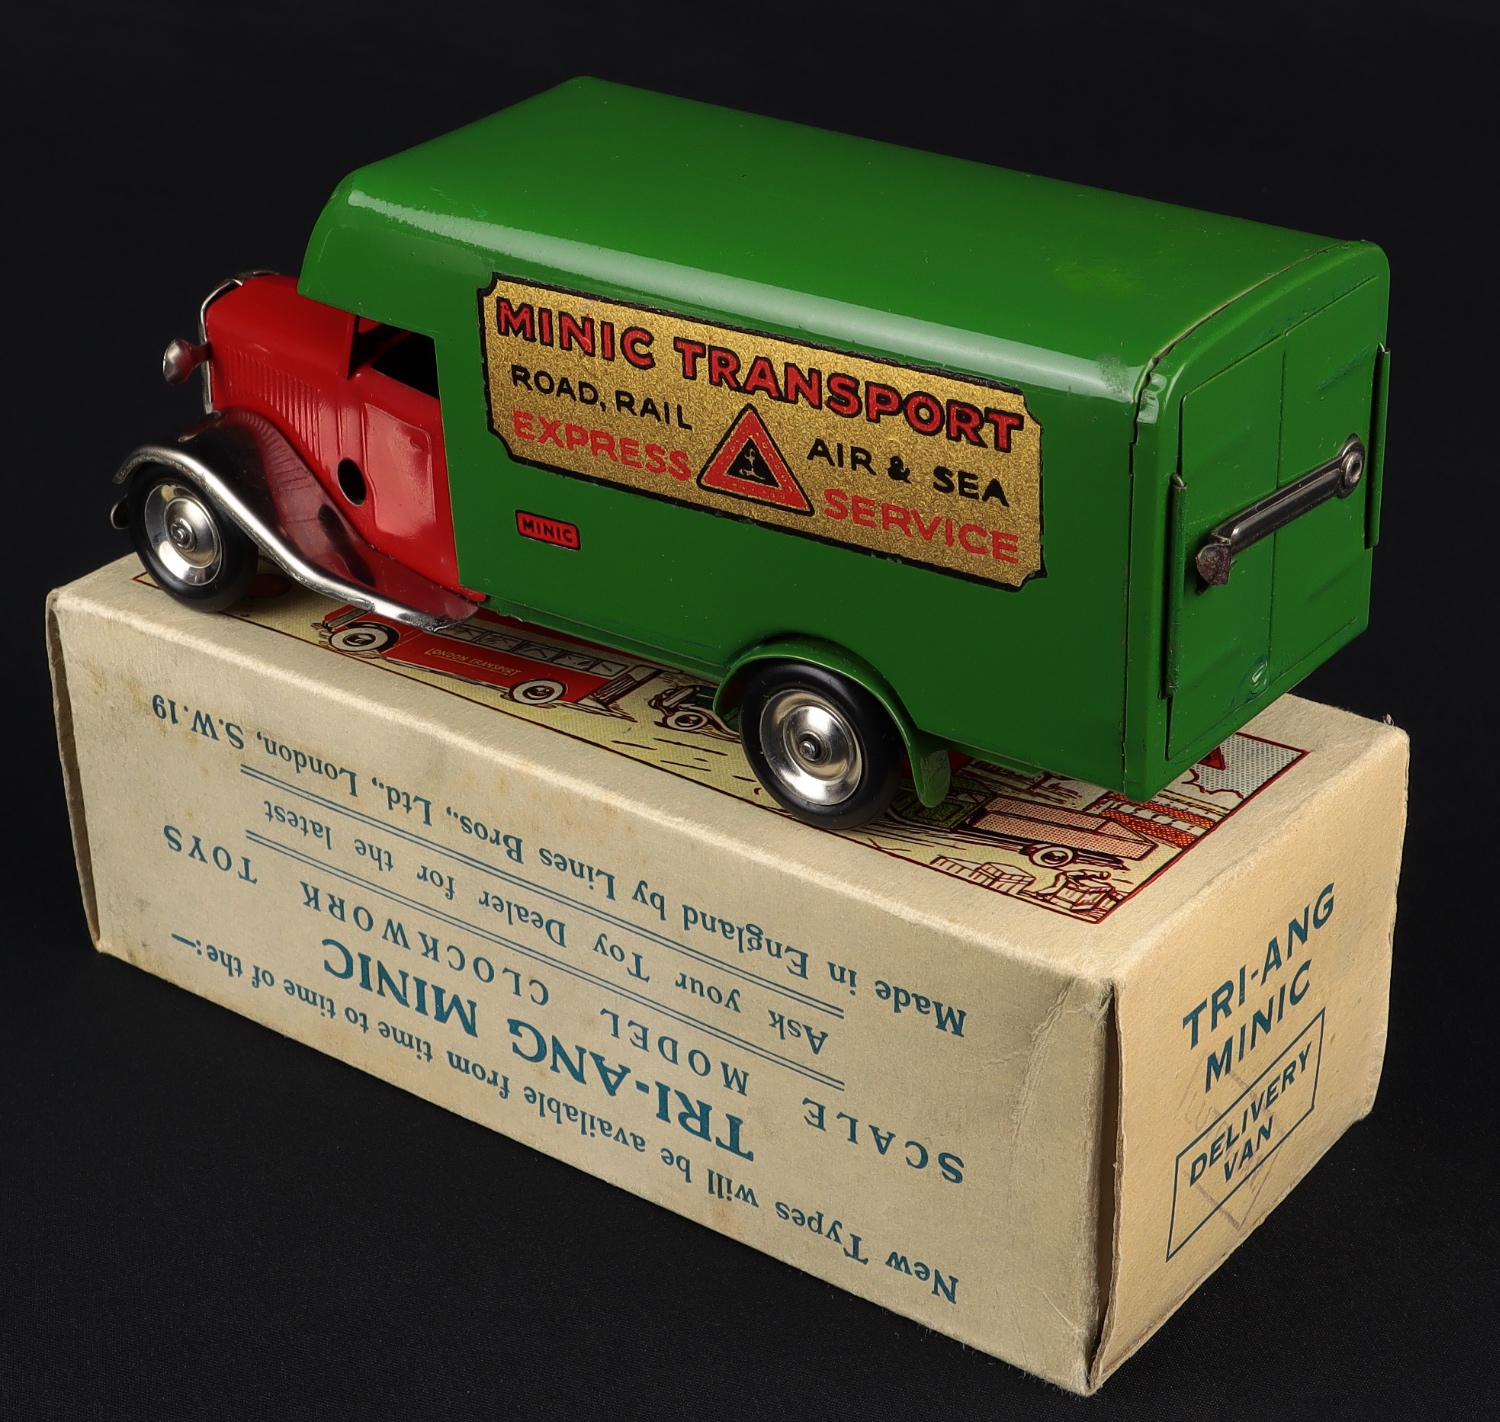 MINIC TRANSPORT
ROAD, RAIL AIR & SEA
EXPRESS SERVICE
MINIC
LONDON TRANSPORT
New Types will be available from time to time of the:—
TRI-ANG MINIC
SCALE MODEL CLOCKWORK TOYS
Ask your Toy Dealer for the latest
Made in England by Lines Bros., Ltd., London, S.W.19
TRI-ANG
MINIC
DELIVERY
VAN